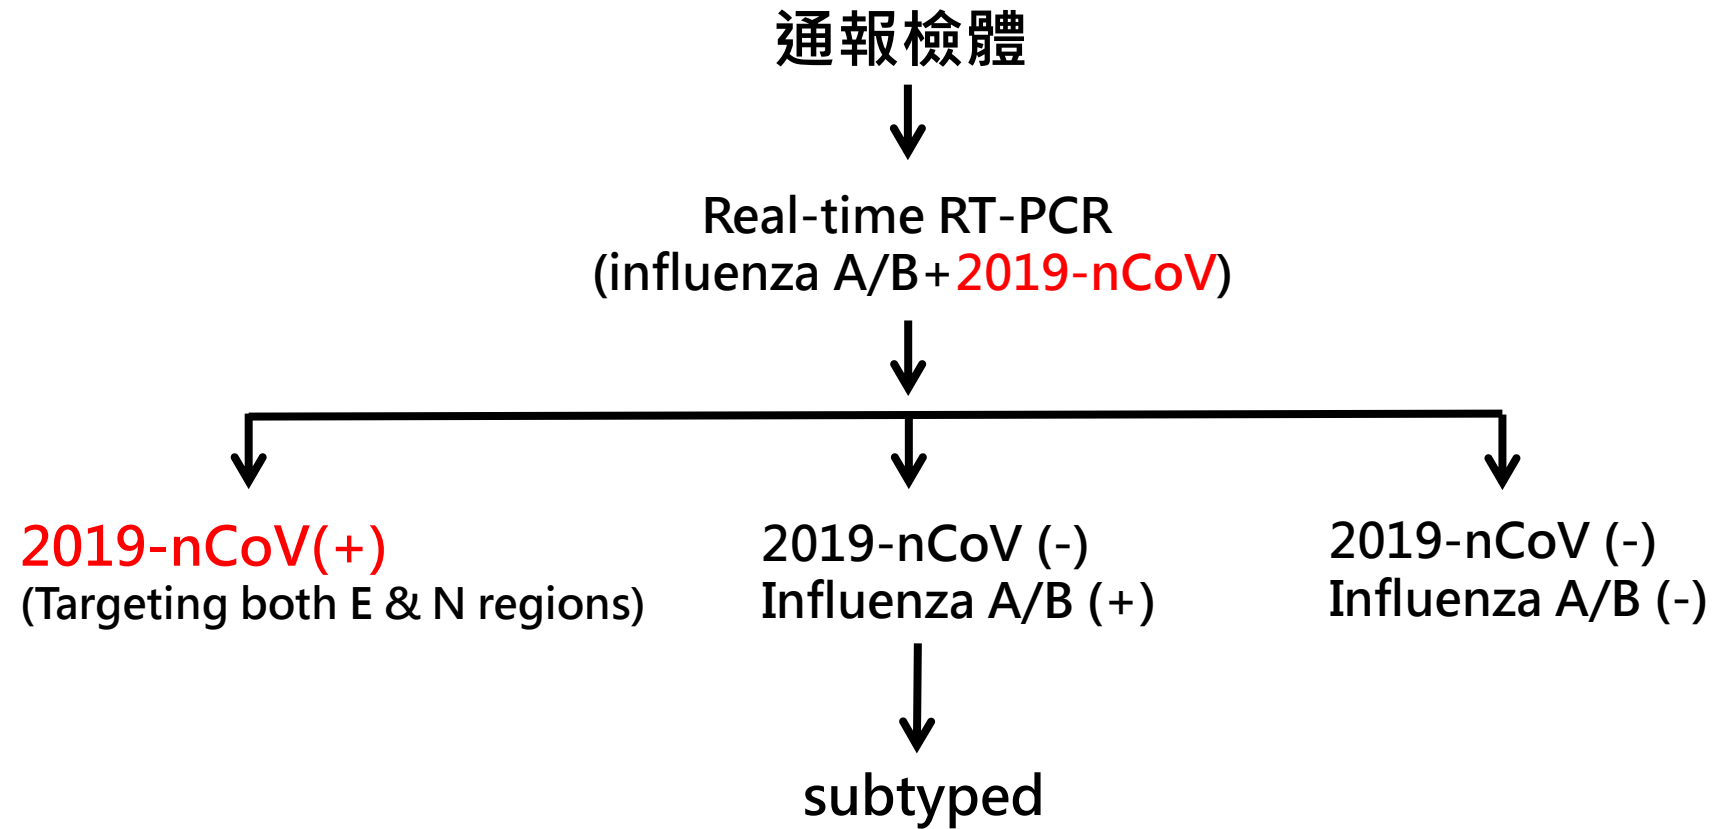 通報檢體
Real-time RT-PCR
(influenza A/B+2019-nCoV)
2019-nCoV(+)
(Targeting both E & N regions)
2019-nCoV (-)
Influenza A/B (+)
2019-nCoV (-)
Influenza A/B (-)
subtyped